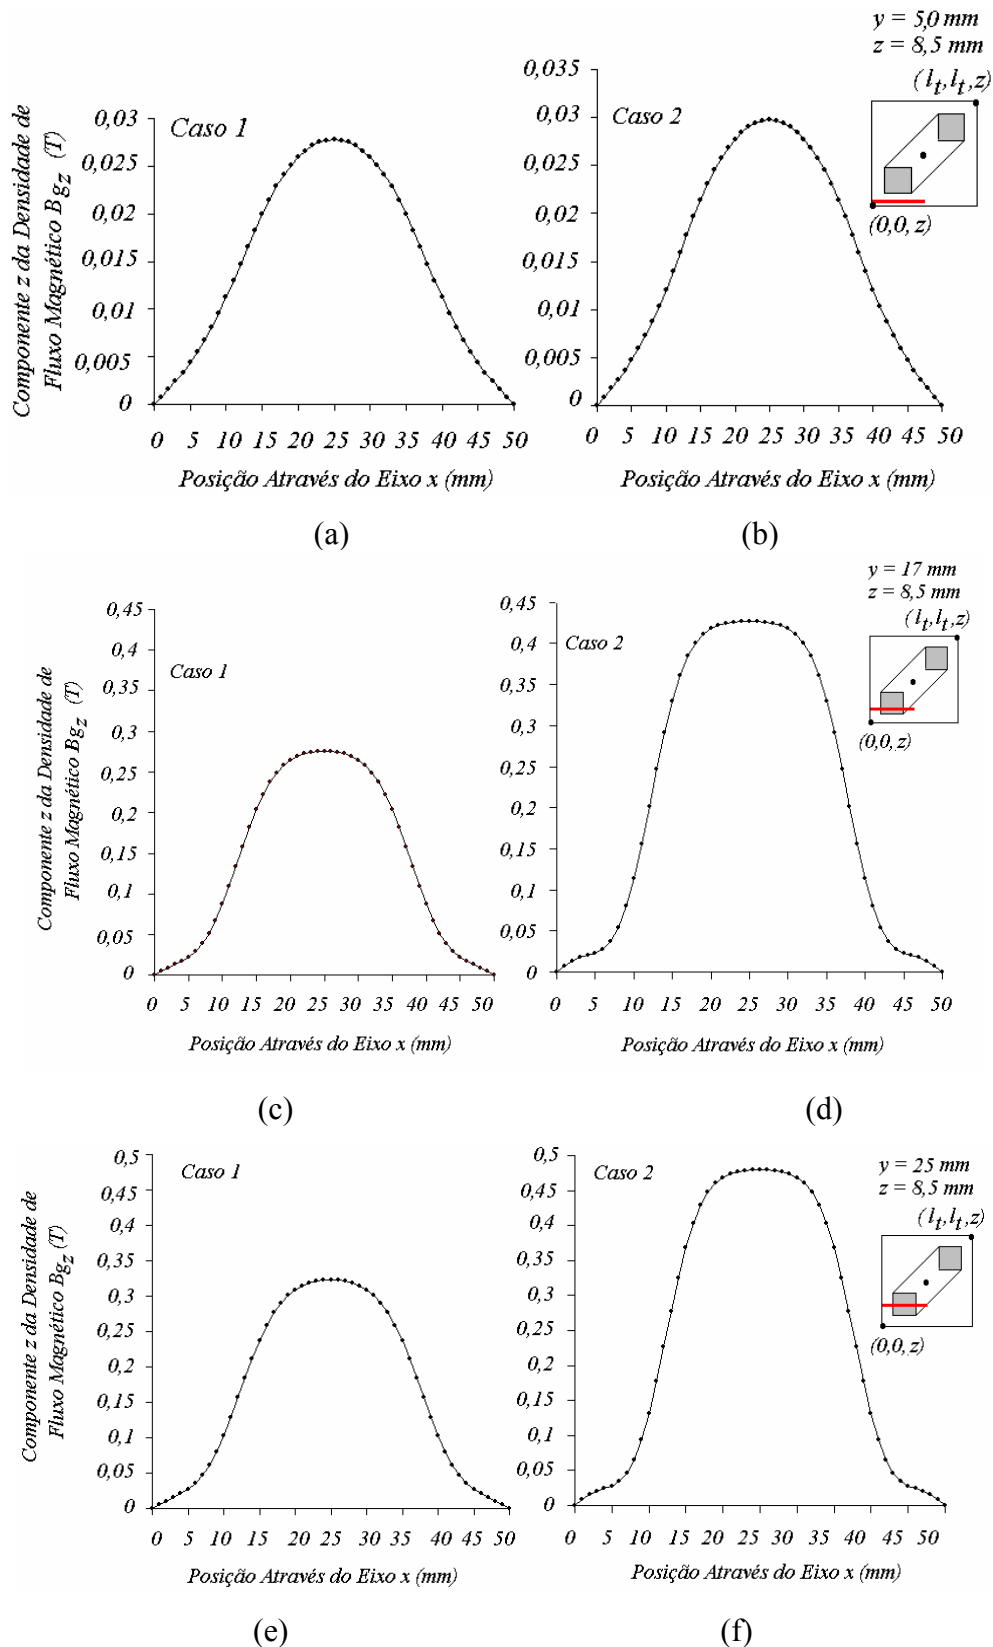 y = 5,0 mm
z = 8,5 mm
(l_t, l_t, z)
(0,0, z)
Componente z da Densidade de
Fluxo Magnético Bg_z (T)
Caso 1
0,03
0,025
0,02
0,015
0,01
0,005
0
0 5 10 15 20 25 30 35 40 45 50
Posição Através do Eixo x (mm)
Caso 2
0,035
0,03
0,025
0,02
0,015
0,01
0,005
0
0 5 10 15 20 25 30 35 40 45 50
Posição Através do Eixo x (mm)
(a)
(b)
y = 17 mm
z = 8,5 mm
(l_t, l_t, z)
(0,0, z)
Componente z da Densidade de
Fluxo Magnético Bg_z (T)
Caso 1
0,45
0,4
0,35
0,3
0,25
0,2
0,15
0,1
0,05
0
0 5 10 15 20 25 30 35 40 45 50
Posição Através do Eixo x (mm)
Caso 2
0,45
0,4
0,35
0,3
0,25
0,2
0,15
0,1
0,05
0
0 5 10 15 20 25 30 35 40 45 50
Posição Através do Eixo x (mm)
(c)
(d)
y = 25 mm
z = 8,5 mm
(l_t, l_t, z)
(0,0, z)
Componente z da Densidade de
Fluxo Magnético Bg_z (T)
Caso 1
0,5
0,45
0,4
0,35
0,3
0,25
0,2
0,15
0,1
0,05
0
0 5 10 15 20 25 30 35 40 45 50
Posição Através do Eixo x (mm)
Caso 2
0,5
0,45
0,4
0,35
0,3
0,25
0,2
0,15
0,1
0,05
0
0 5 10 15 20 25 30 35 40 45 50
Posição Através do Eixo x (mm)
(e)
(f)